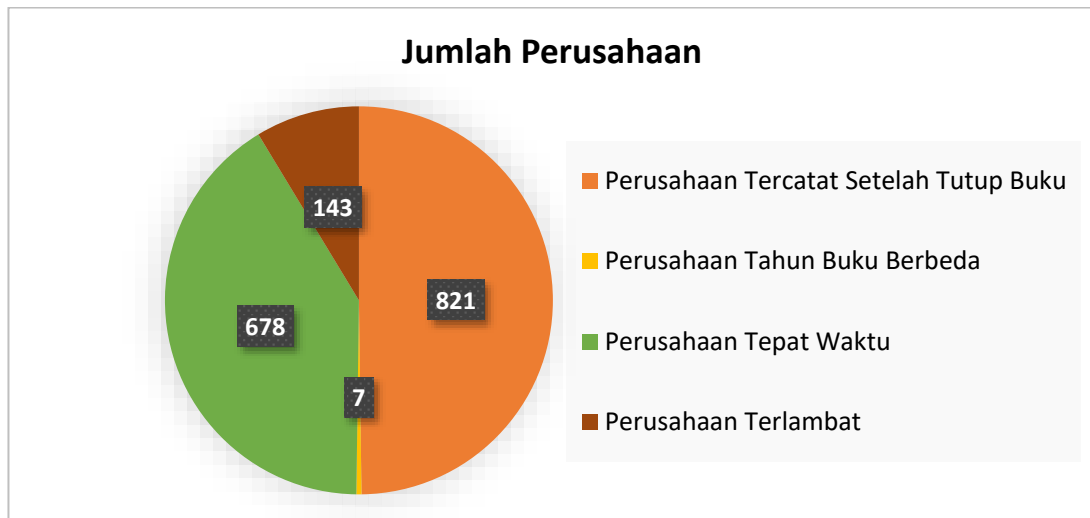 Jumlah Perusahaan
143
821
678
7
Perusahaan Tercatat Setelah Tutup Buku
Perusahaan Tahun Buku Berbeda
Perusahaan Tepat Waktu
Perusahaan Terlambat